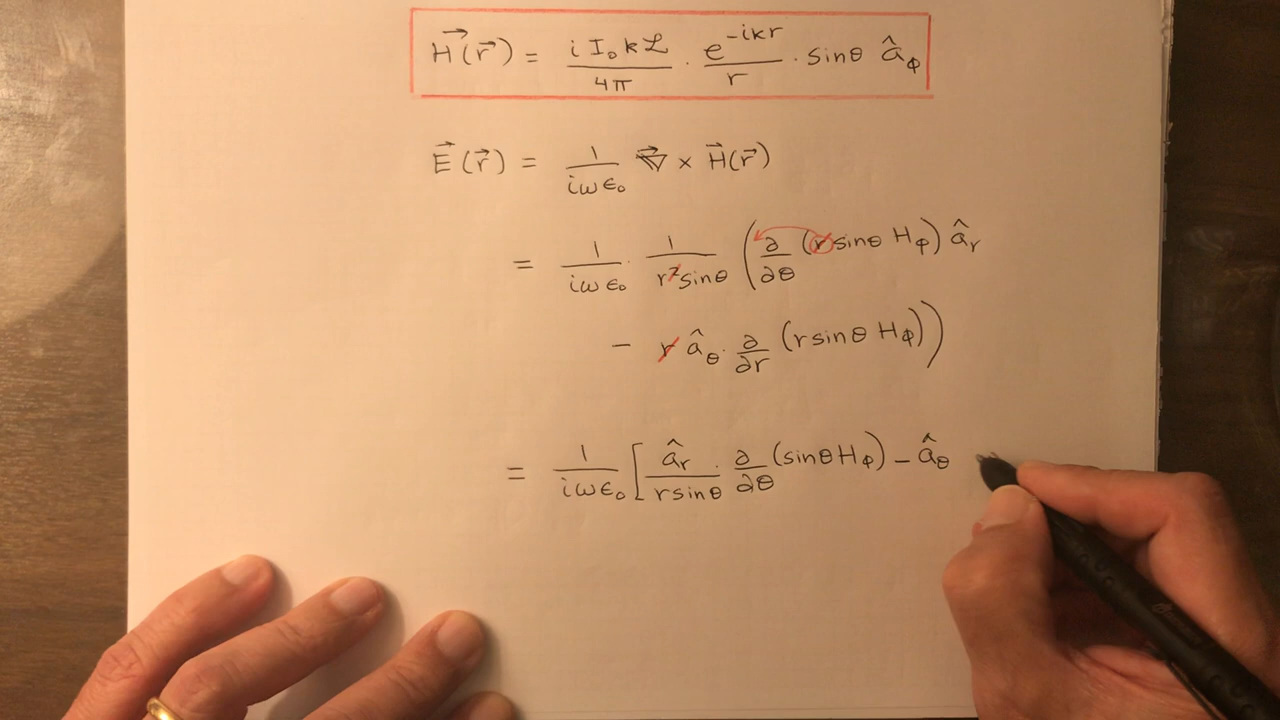 H⃗(r⃗) = i I₀ k ℒ / 4π · e^(-ikr) / r · sinθ â_ϕ
E⃗(r⃗) = 1 / iωϵ₀ ∇⃗ × H⃗(r⃗)
= 1 / iωϵ₀ · 1 / r² sinθ (∂/∂θ (r sinθ H_ϕ) â_r
− r â_θ · ∂/∂r (r sinθ H_ϕ))
= 1 / iωϵ₀ [ â_r / r sinθ · ∂/∂θ (sinθ H_ϕ) − â_θ